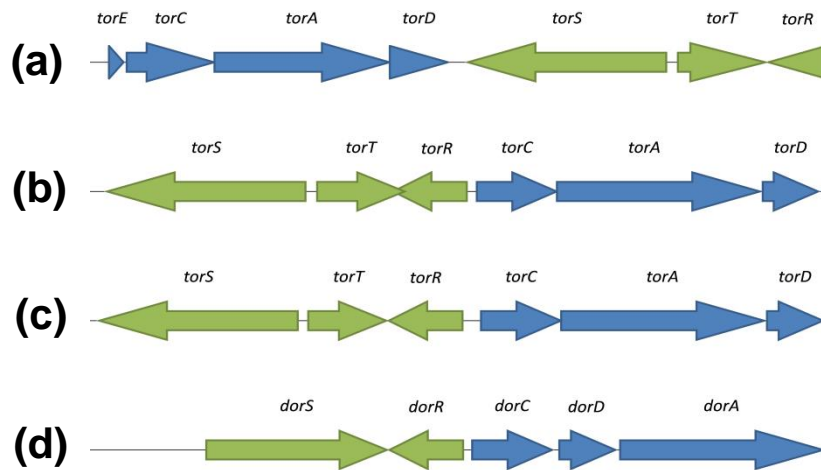 torE torC torA torD torS torT torR
(a)
torS torT torR torC torA torD
(b)
torS torT torR torC torA torD
(c)
dorS dorR dorC dorD dorA
(d)